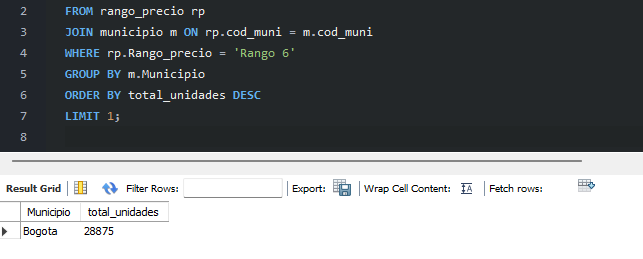 2 FROM rango_precio rp
3 JOIN municipio m ON rp.cod_muni = m.cod_muni
4 WHERE rp.Rango_precio = 'Rango 6'
5 GROUP BY m.Municipio
6 ORDER BY total_unidades DESC
7 LIMIT 1;
8
Result Grid Filter Rows: Export: Wrap Cell Content: Fetch rows:
Municipio total_unidades
Bogota 28875